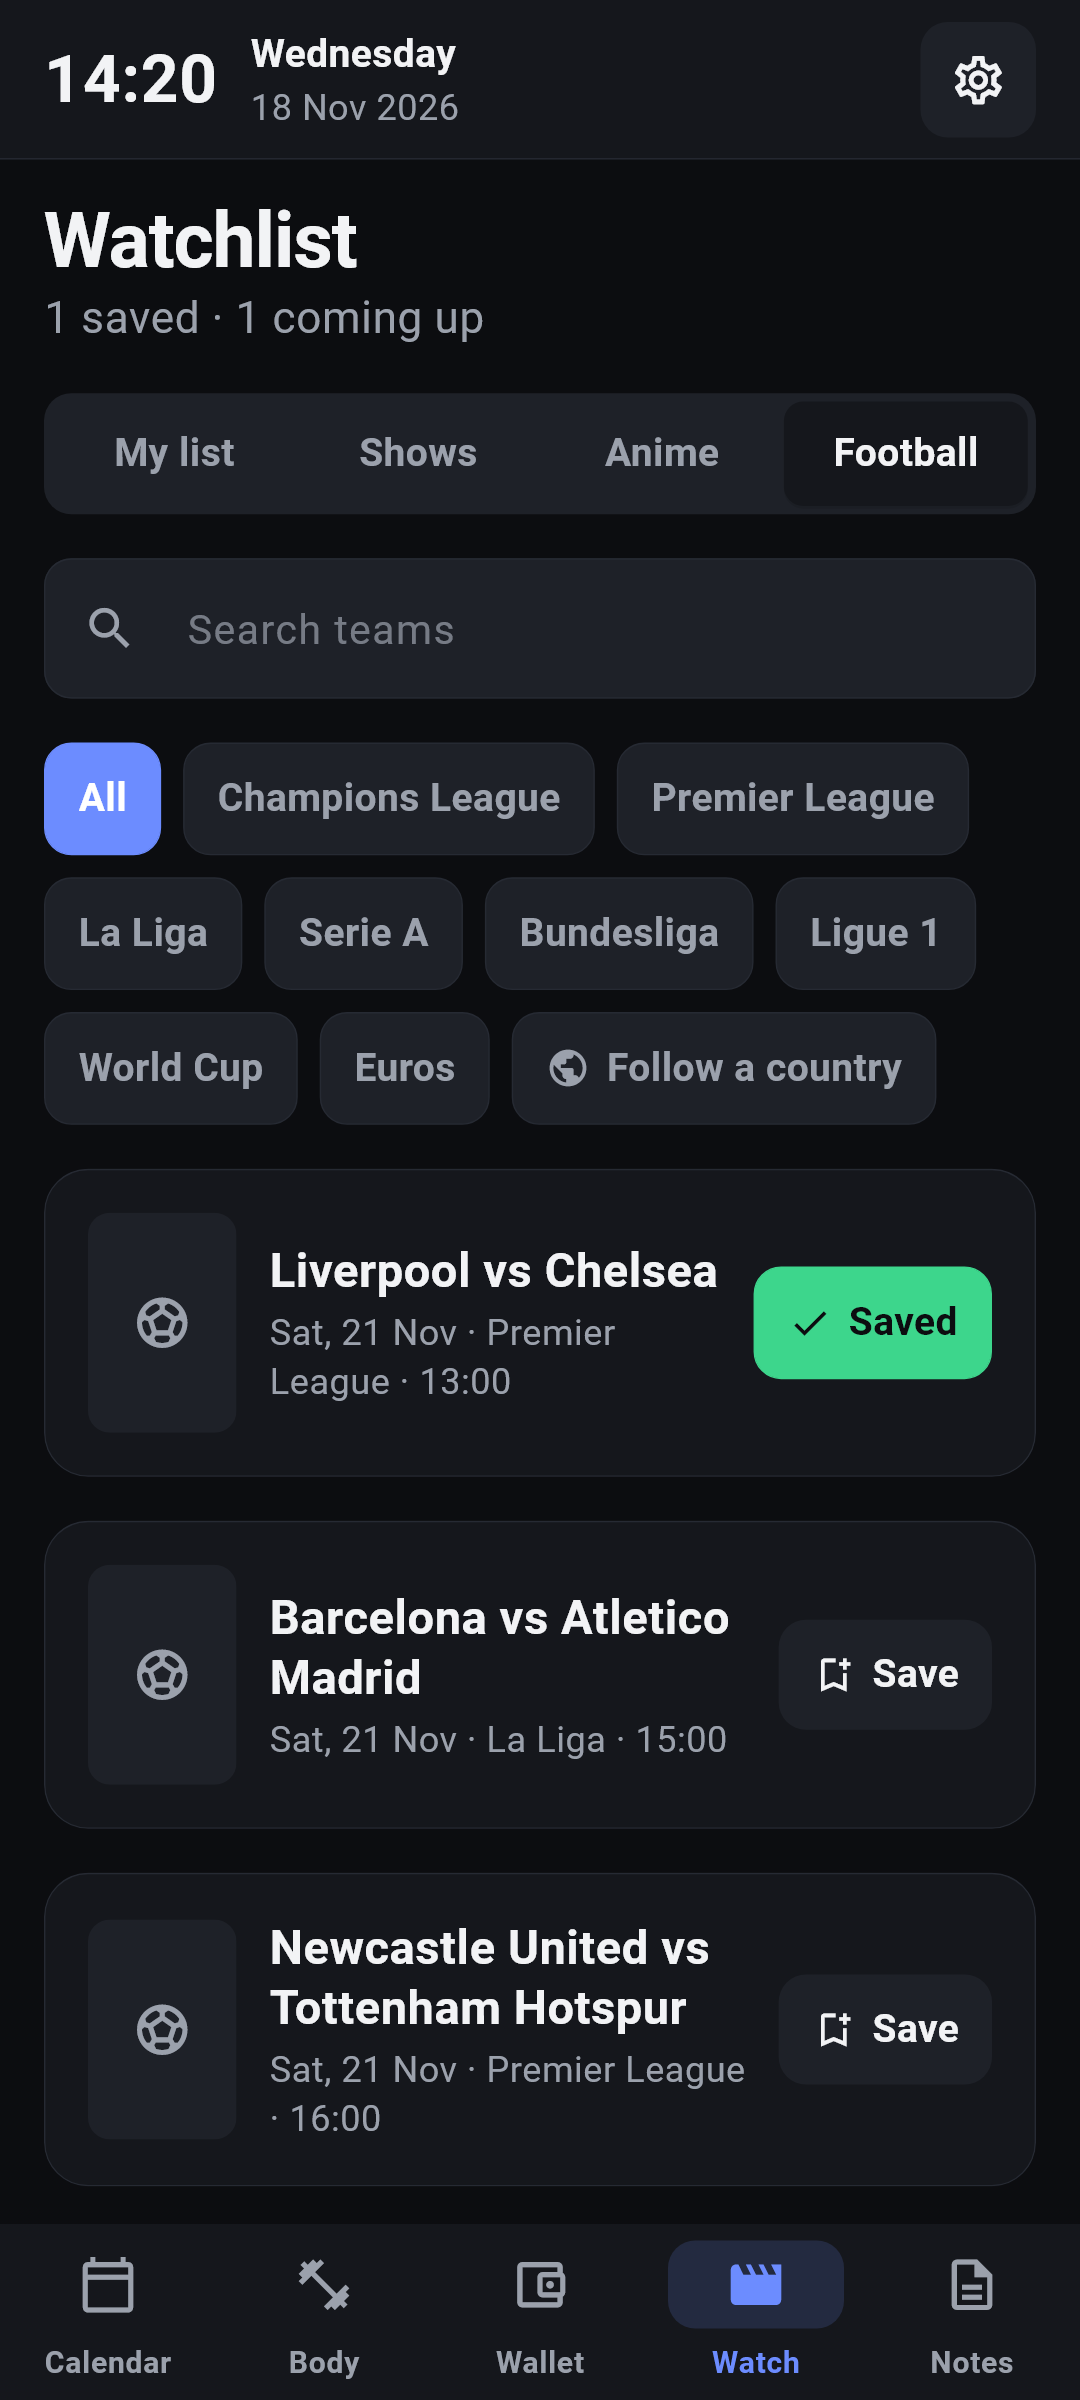 14:20
Wednesday
18 Nov 2026
Watchlist
1 saved · 1 coming up
My list
Shows
Anime
Football
Search teams
All
Champions League
Premier League
La Liga
Serie A
Bundesliga
Ligue 1
World Cup
Euros
Follow a country
Liverpool vs Chelsea
Sat, 21 Nov · Premier
League · 13:00
Saved
Barcelona vs Atletico
Madrid
Sat, 21 Nov · La Liga · 15:00
Save
Newcastle United vs
Tottenham Hotspur
Sat, 21 Nov · Premier League
· 16:00
Save
Calendar
Body
Wallet
Watch
Notes